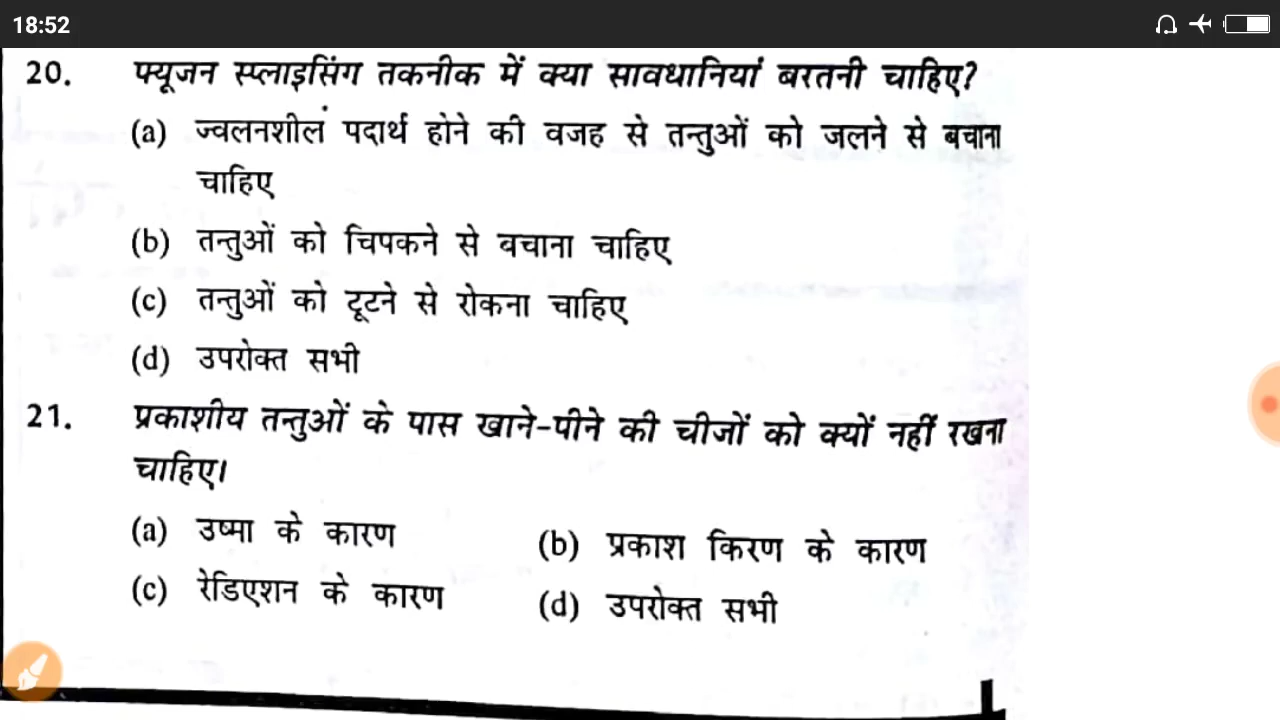 18:52
20. फ्यूजन स्प्लाइसिंग तकनीक में क्या सावधानियां बरतनी चाहिए?
(a) ज्वलनशील पदार्थ होने की वजह से तन्तुओं को जलने से बचाना
चाहिए
(b) तन्तुओं को चिपकने से बचाना चाहिए
(c) तन्तुओं को टूटने से रोकना चाहिए
(d) उपरोक्त सभी
21. प्रकाशीय तन्तुओं के पास खाने-पीने की चीजों को क्यों नहीं रखना
चाहिए।
(a) उष्मा के कारण (b) प्रकाश किरण के कारण
(c) रेडिएशन के कारण (d) उपरोक्त सभी